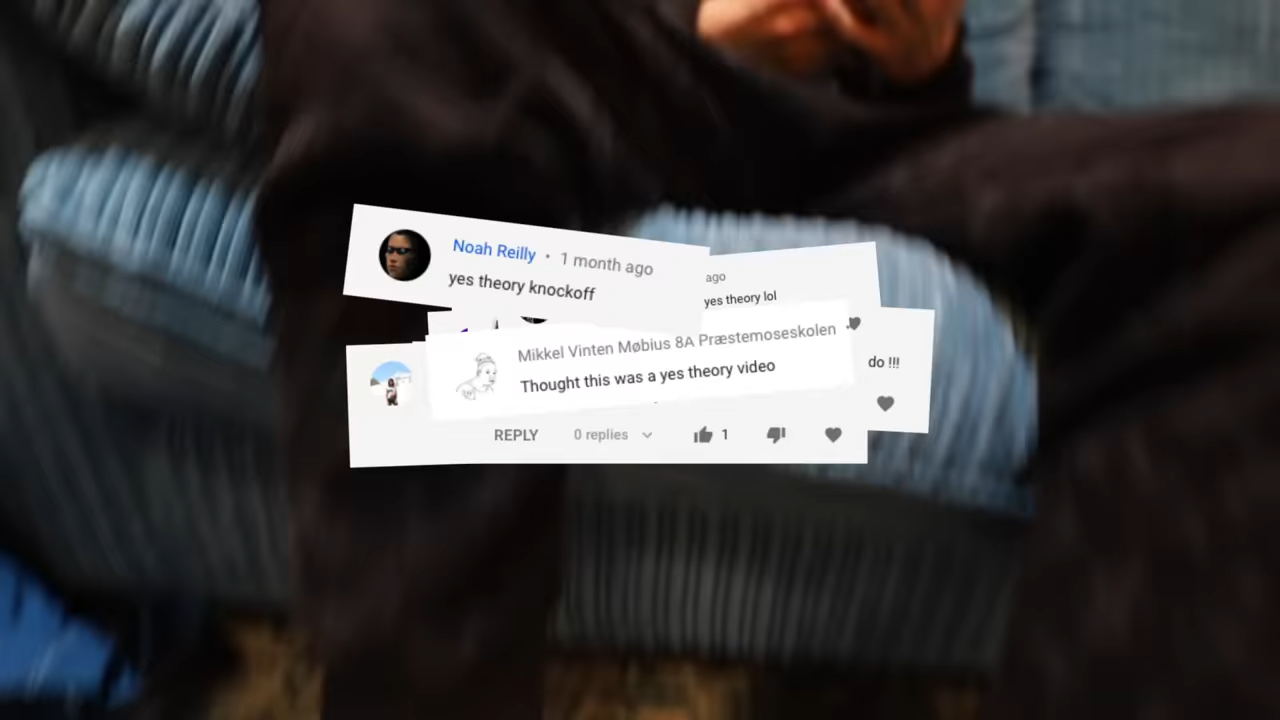 Noah Reilly • 1 month ago
yes theory knockoff
ago
yes theory lol
Mikkel Vinten Møbius 8A Præstemoseskolen
Thought this was a yes theory video
do !!!
REPLY 0 replies 1